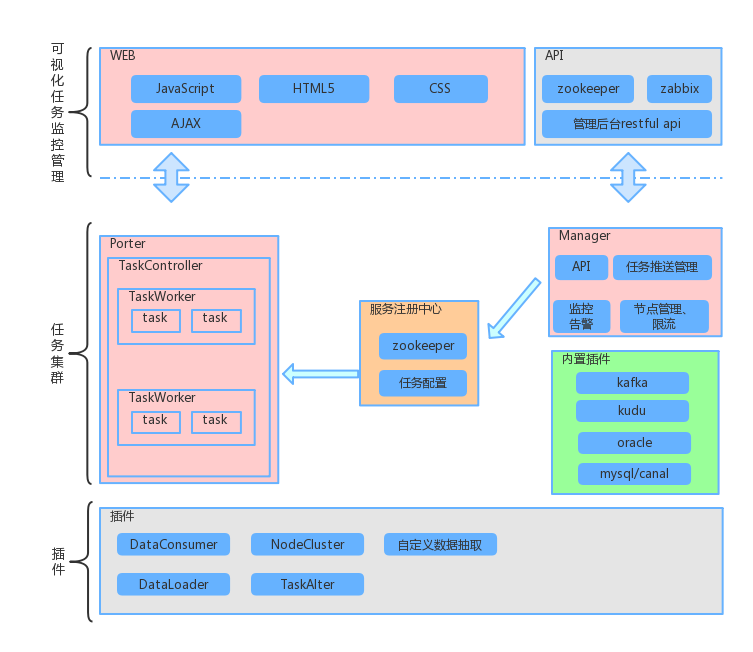 可视化任务监控管理
WEB
JavaScript
HTML5
CSS
AJAX
API
zookeeper
zabbix
管理后台restful api
任务集群
Porter
TaskController
TaskWorker
task
task
TaskWorker
task
task
服务注册中心
zookeeper
任务配置
Manager
API
任务推送管理
监控
告警
节点管理、
限流
内置插件
kafka
kudu
oracle
mysql/canal
插件
插件
DataConsumer
NodeCluster
自定义数据抽取
DataLoader
TaskAlter